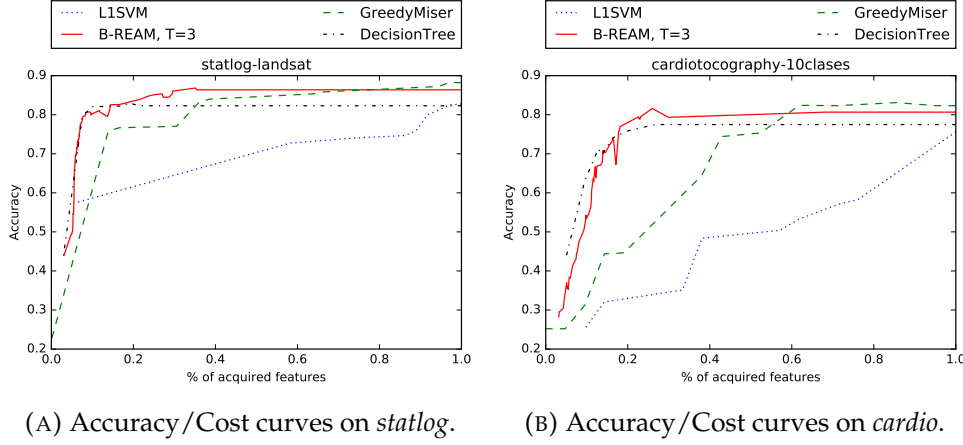 L1SVM
B-REAM, T=3
GreedyMiser
DecisionTree
statlog-landsat
0.9
0.8
0.7
0.6
0.5
0.4
0.3
0.2
Accuracy
0.0 0.2 0.4 0.6 0.8 1.0
% of acquired features
(A) Accuracy/Cost curves on statlog.
L1SVM
B-REAM, T=3
GreedyMiser
DecisionTree
cardiotocography-10clases
0.9
0.8
0.7
0.6
0.5
0.4
0.3
0.2
Accuracy
0.0 0.2 0.4 0.6 0.8 1.0
% of acquired features
(B) Accuracy/Cost curves on cardio.